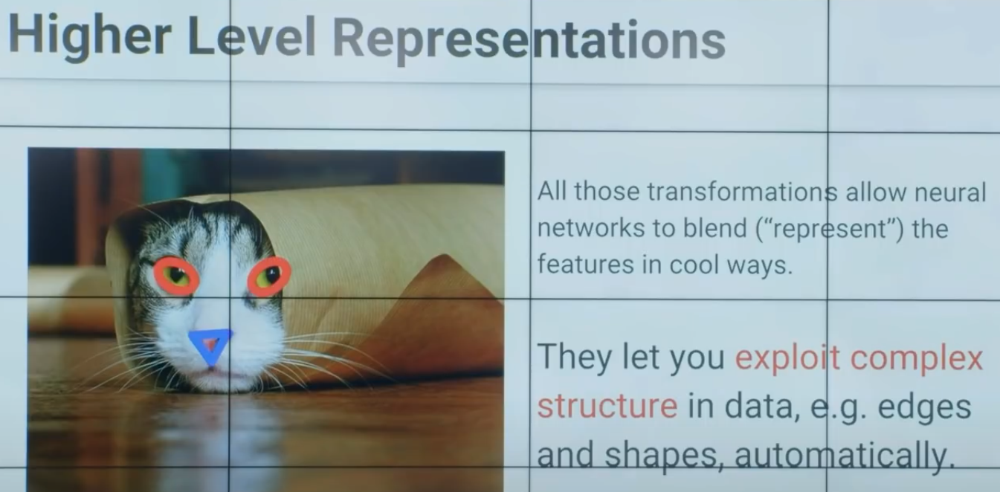 Higher Level Representations
All those transformations allow neural
networks to blend (“represent”) the
features in cool ways.
They let you exploit complex
structure in data, e.g. edges
and shapes, automatically.